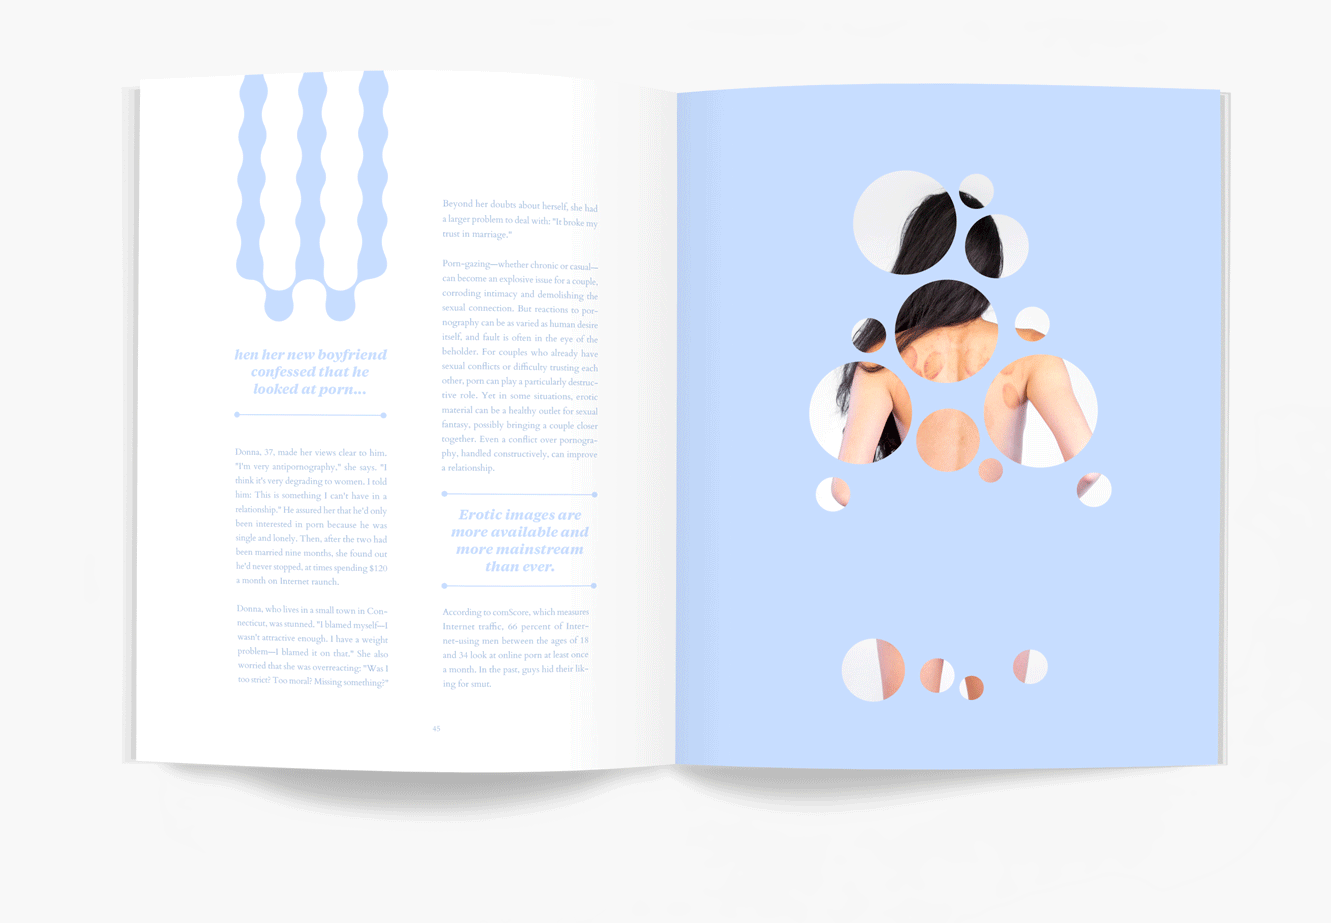 W
hen her new boyfriend
confessed that he
looked at porn...
Donna, 37, made her views clear to him.
"I'm very antipornography," she says. "I
think it's very degrading to women. I told
him: This is something I can't have in a
relationship." He assured her that he'd only
been interested in porn because he was
single and lonely. Then, after the two had
been married nine months, she found out
he'd never stopped, at times spending $120
a month on Internet raunch.
Donna, who lives in a small town in Con-
necticut, was stunned. "I blamed myself—I
wasn't attractive enough. I have a weight
problem—I blamed it on that." She also
worried that she was overreacting: "Was I
too strict? Too moral? Missing something?"
Beyond her doubts about herself, she had
a larger problem to deal with: "It broke my
trust in marriage."
Porn-gazing—whether chronic or casual—
can become an explosive issue for a couple,
corroding intimacy and demolishing the
sexual connection. But reactions to por-
nography can be as varied as human desire
itself, and fault is often in the eye of the
beholder. For couples who already have
sexual conflicts or difficulty trusting each
other, porn can play a particularly destruc-
tive role. Yet in some situations, erotic
material can be a healthy outlet for sexual
fantasy, possibly bringing a couple closer
together. Even a conflict over pornogra-
phy, handled constructively, can improve
a relationship.
Erotic images are
more available and
more mainstream
than ever.
According to comScore, which measures
Internet traffic, 66 percent of Inter-
net-using men between the ages of 18
and 34 look at online porn at least once
a month. In the past, guys hid their lik-
ing for smut.
45